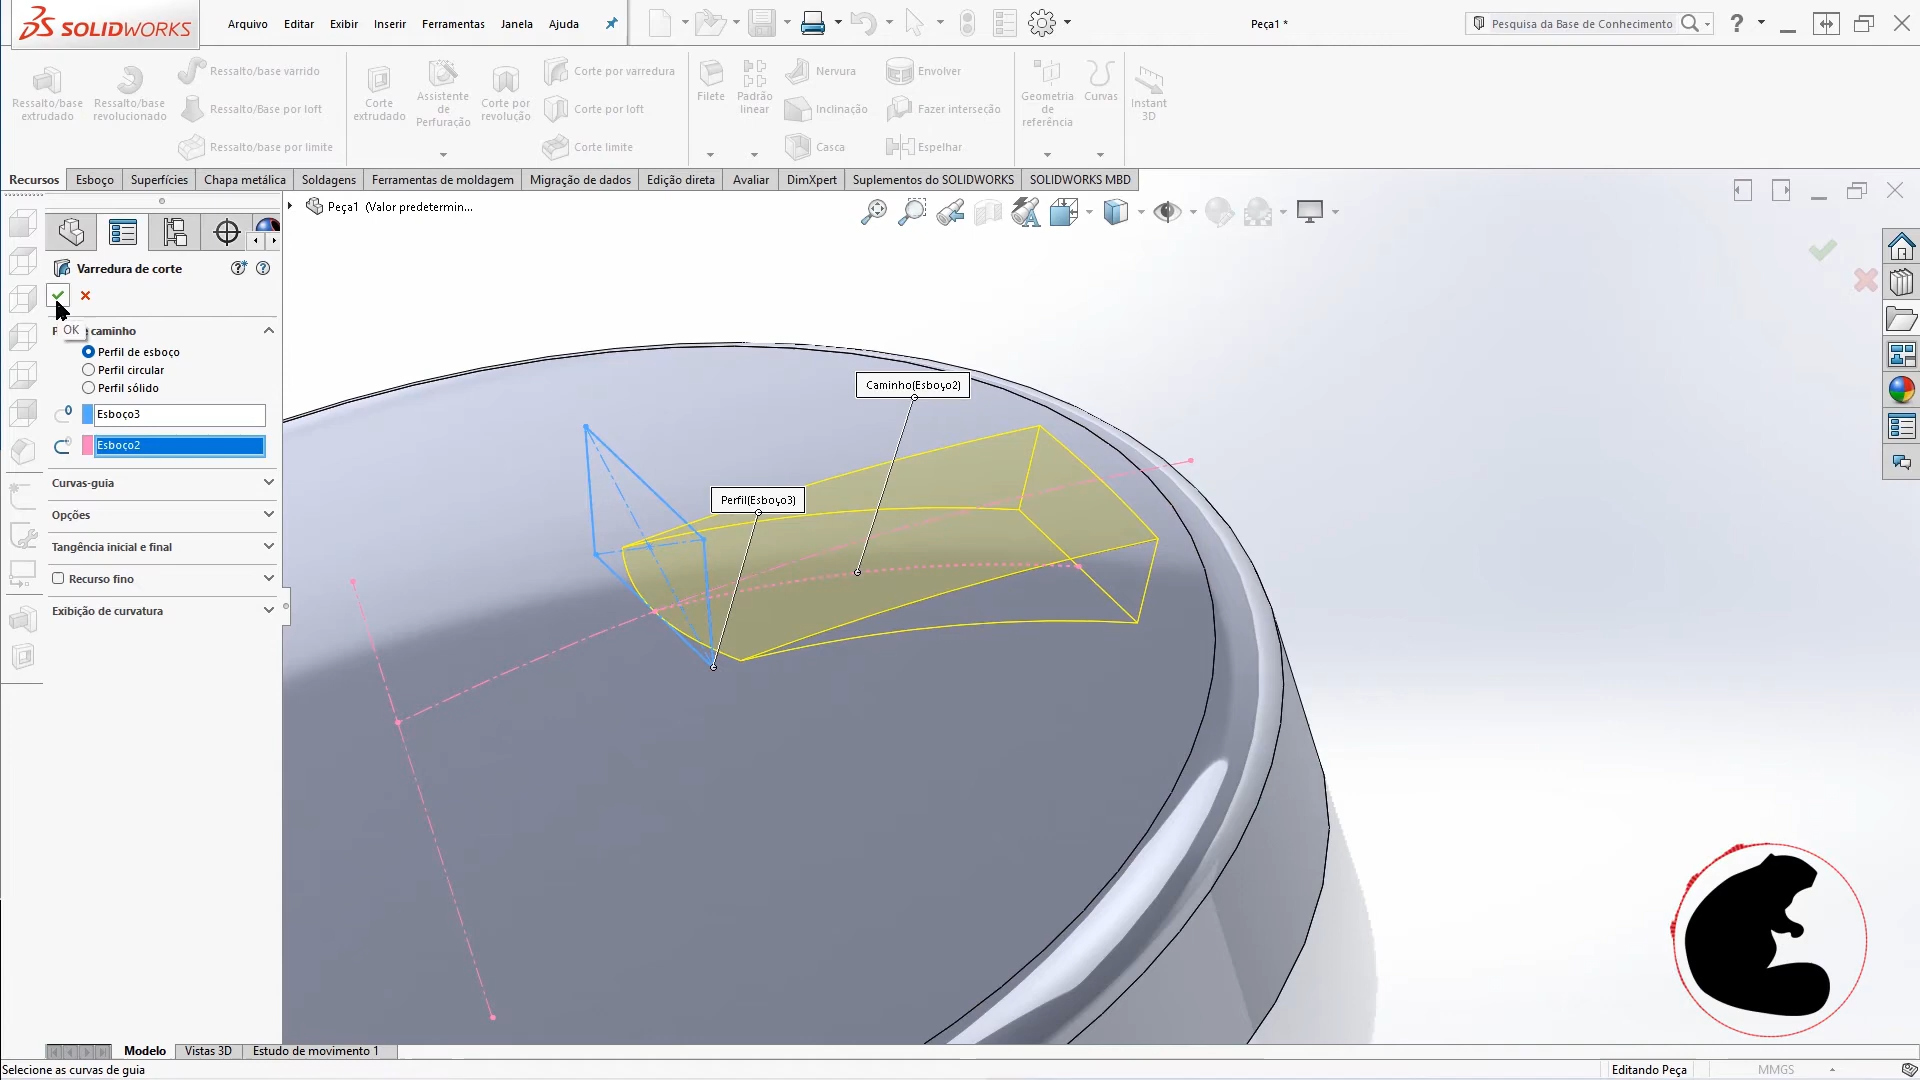 SOLIDWORKS
Arquivo Editar Exibir Inserir Ferramentas Janela Ajuda
Peça1 *
Pesquisa da Base de Conhecimento
?
Ressalto/base extrudado
Ressalto/base revolucionado
Ressalto/base varrido
Ressalto/Base por loft
Ressalto/base por limite
Corte extrudado
Assistente de Perfuração
Corte por revolução
Corte por varredura
Corte por loft
Corte limite
Filete
Padrão linear
Nervura
Inclinação
Casca
Envolver
Fazer interseção
Espelhar
Geometria de referência
Curvas
Instant 3D
Recursos Esboço Superfícies Chapa metálica Soldagens Ferramentas de moldagem Migração de dados Edição direta Avaliar DimXpert Suplementos do SOLIDWORKS SOLIDWORKS MBD
Peça1 (Valor predetermin...
Varredura de corte
OK
caminho
Perfil de esboço
Perfil circular
Perfil sólido
Esboço3
Esboço2
Curvas-guia
Opções
Tangência inicial e final
Recurso fino
Exibição de curvatura
Caminho(Esboço2)
Perfil(Esboço3)
Modelo Vistas 3D Estudo de movimento 1
Selecione as curvas de guia
Editando Peça
MMGS